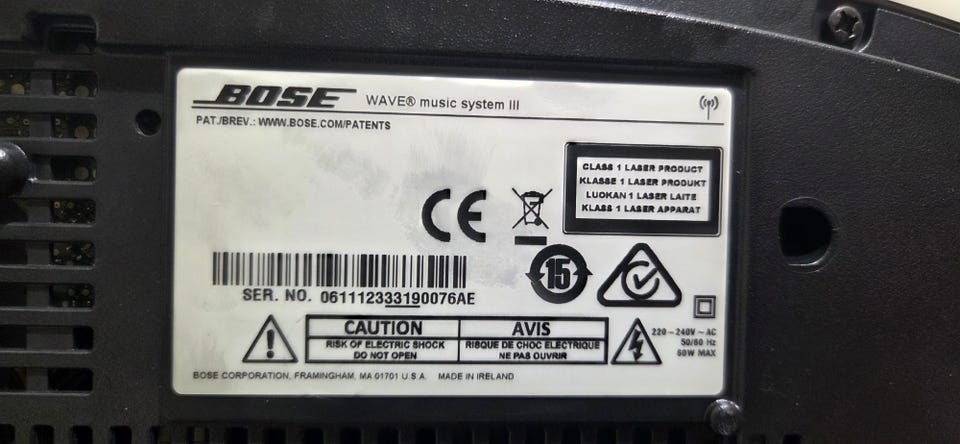 BOSE WAVE® music system III
PAT./BREV.: WWW.BOSE.COM/PATENTS
CLASS 1 LASER PRODUCT
KLASSE 1 LASER PRODUKT
LUOKAN 1 LASER LAITE
KLASS 1 LASER APPARAT
CE
15
SER. NO. 061112333190076AE
CAUTION
RISK OF ELECTRIC SHOCK
DO NOT OPEN
AVIS
RISQUE DE CHOC ELECTRIQUE
NE PAS OUVRIR
220-240V ~ AC
50/60 Hz
60W MAX
BOSE CORPORATION, FRAMINGHAM, MA 01701 U.S.A. MADE IN IRELAND